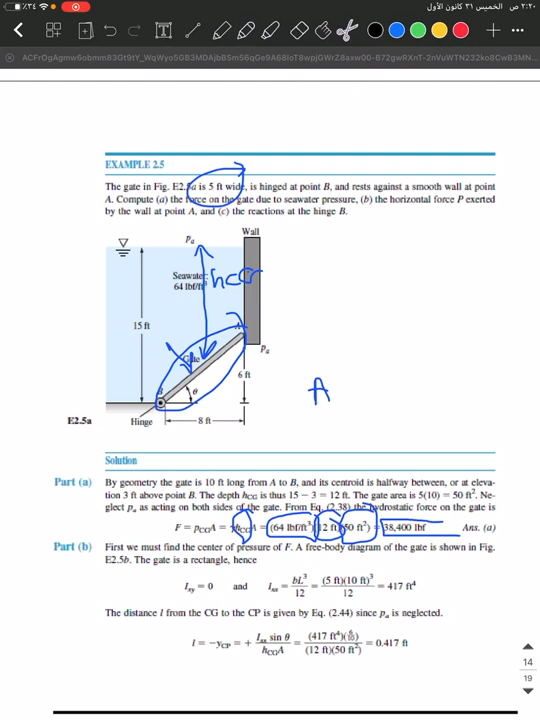 ٢:٢٠ ص الخميس ٣١ كانون الأول
٪٣٤
EXAMPLE 2.5
The gate in Fig. E2.5a is 5 ft wide, is hinged at point B, and rests against a smooth wall at point
A. Compute (a) the force on the gate due to seawater pressure, (b) the horizontal force P exerted
by the wall at point A, and (c) the reactions at the hinge B.
Wall
pa
Seawater:
64 lbf/ft³
hCG
15 ft
A
pa
Gate
6 ft
A
B
θ
E2.5a
Hinge
8 ft
Solution
Part (a) By geometry the gate is 10 ft long from A to B, and its centroid is halfway between, or at eleva-
tion 3 ft above point B. The depth hCG is thus 15 − 3 = 12 ft. The gate area is 5(10) = 50 ft². Ne-
glect pa as acting on both sides of the gate. From Eq. (2.38) the hydrostatic force on the gate is
F = pCGA = γhCGA = (64 lbf/ft³)(12 ft)(50 ft²) = 38,400 lbf Ans. (a)
Part (b) First we must find the center of pressure of F. A free-body diagram of the gate is shown in Fig.
E2.5b. The gate is a rectangle, hence
Ixy = 0 and Ixx = bL³/12 = (5 ft)(10 ft)³/12 = 417 ft⁴
The distance l from the CG to the CP is given by Eq. (2.44) since pa is neglected.
l = −yCP = + Ixx sin θ/hCGA = (417 ft⁴)(6/10)/(12 ft)(50 ft²) = 0.417 ft
14
19